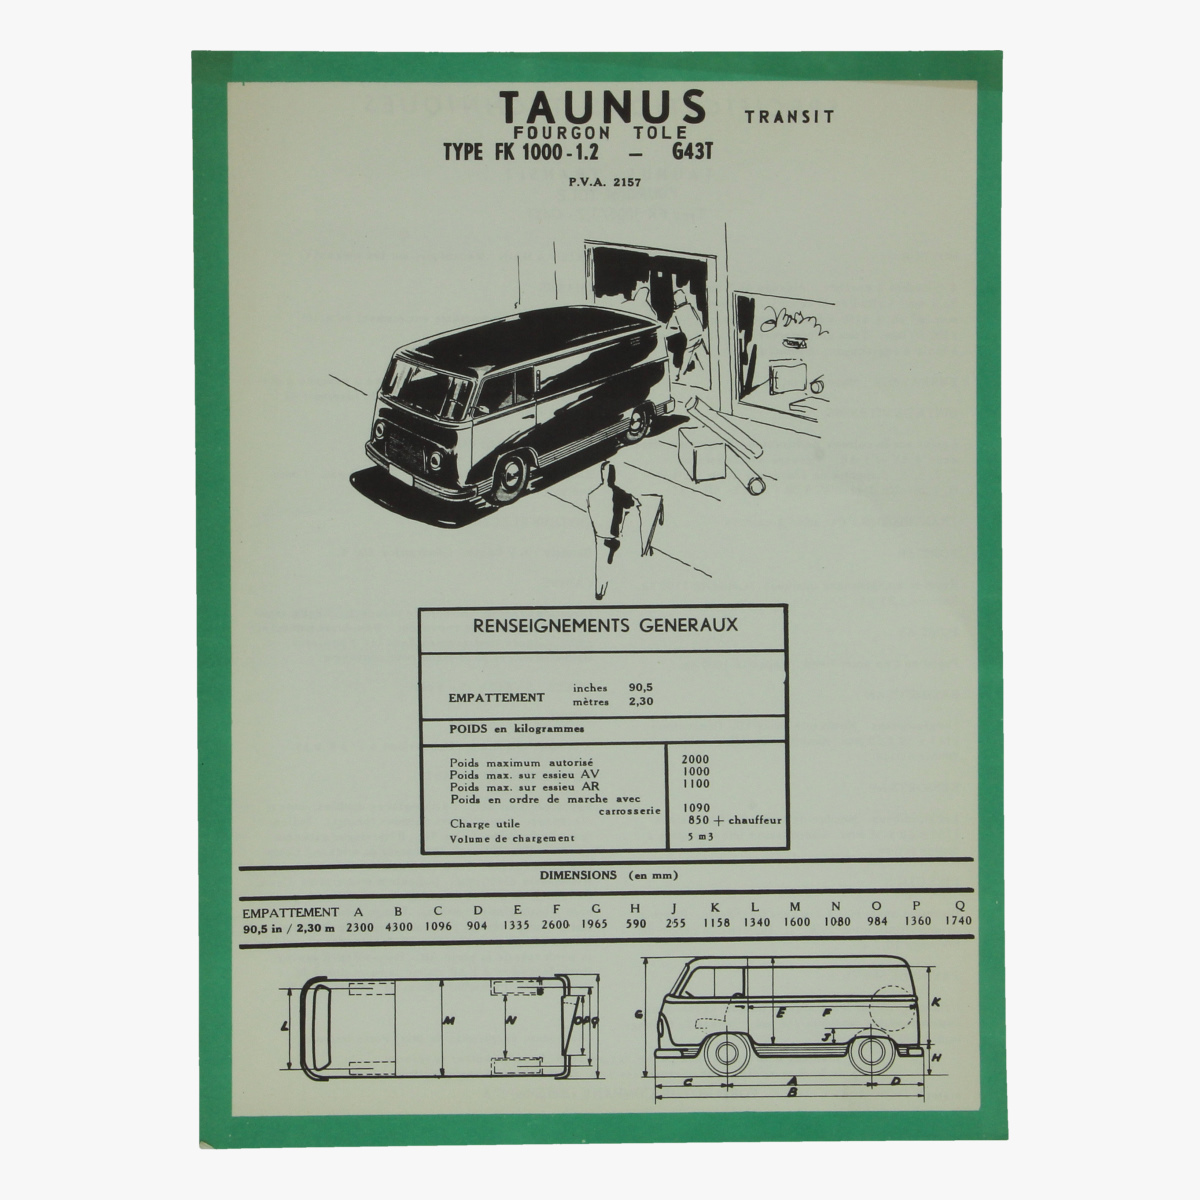 TAUNUS TRANSIT
FOURGON TOLE
TYPE FK 1000-1.2 — G43T
P.V.A. 2157
RENSEIGNEMENTS GENERAUX
EMPATTEMENT inches 90,5
mètres 2,30
POIDS en kilogrammes
Poids maximum autorisé 2000
Poids max. sur essieu AV 1000
Poids max. sur essieu AR 1100
Poids en ordre de marche avec
carrosserie 1090
Charge utile 850 + chauffeur
Volume de chargement 5 m3
DIMENSIONS (en mm)
EMPATTEMENT A B C D E F G H J K L M N O P Q
90,5 in / 2,30 m 2300 4300 1096 904 1335 2600 1965 590 255 1158 1340 1600 1080 984 1360 1740
L M N O P Q
G E F K
J H
C A D
B